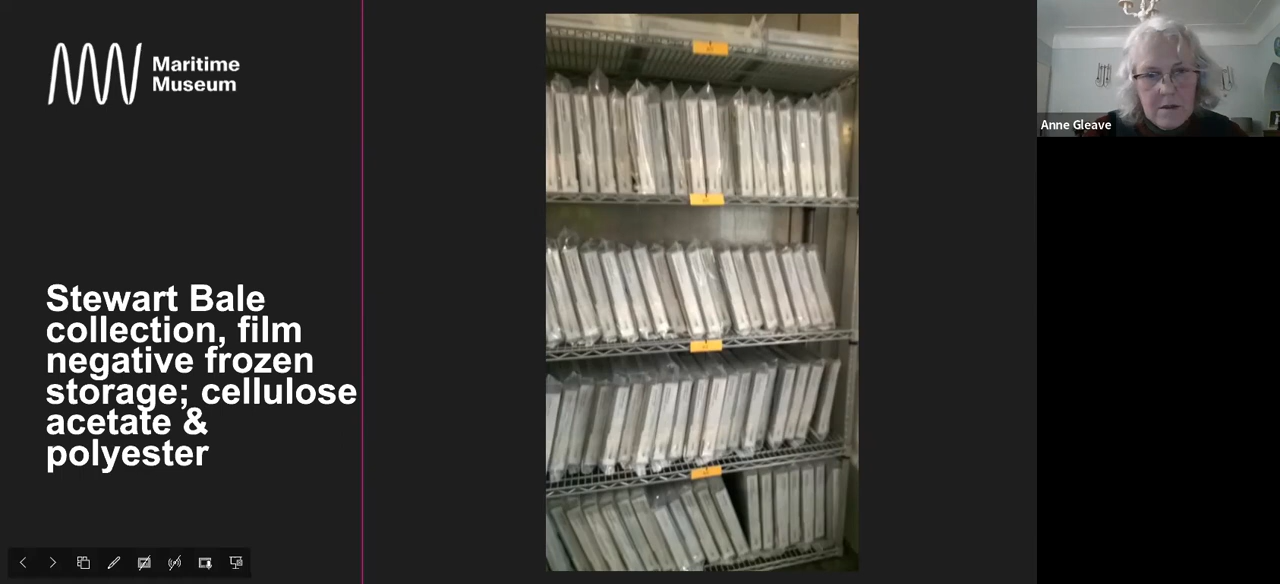 Maritime
Museum
Stewart Bale
collection, film
negative frozen
storage; cellulose
acetate &
polyester
Anne Gleave